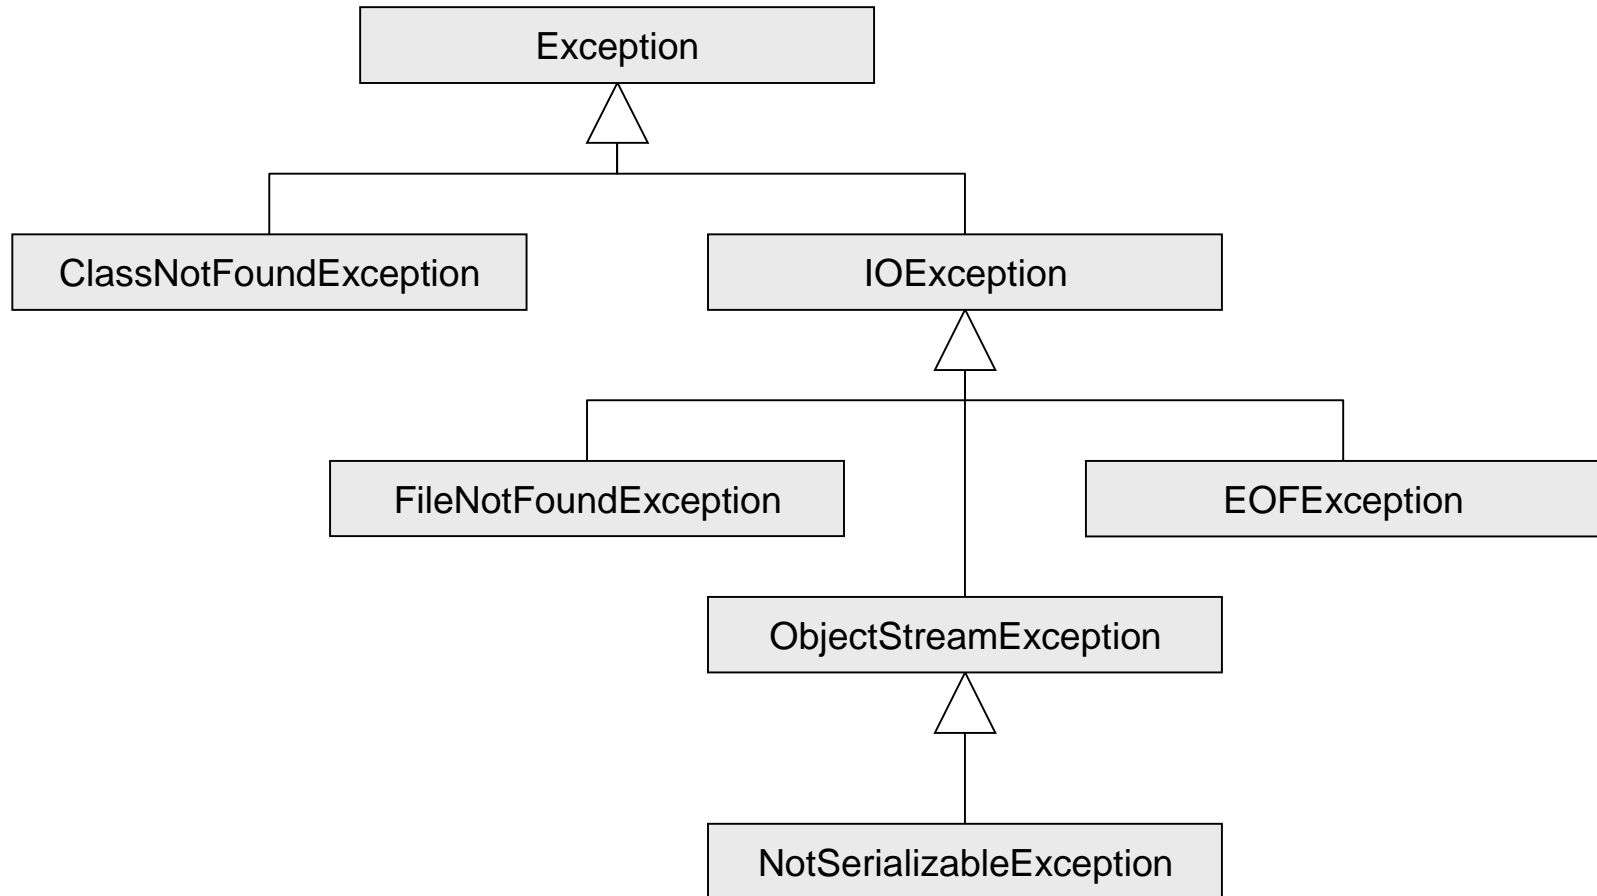 Exception
ClassNotFoundException
IOException
FileNotFoundException
EOFException
ObjectStreamException
NotSerializableException